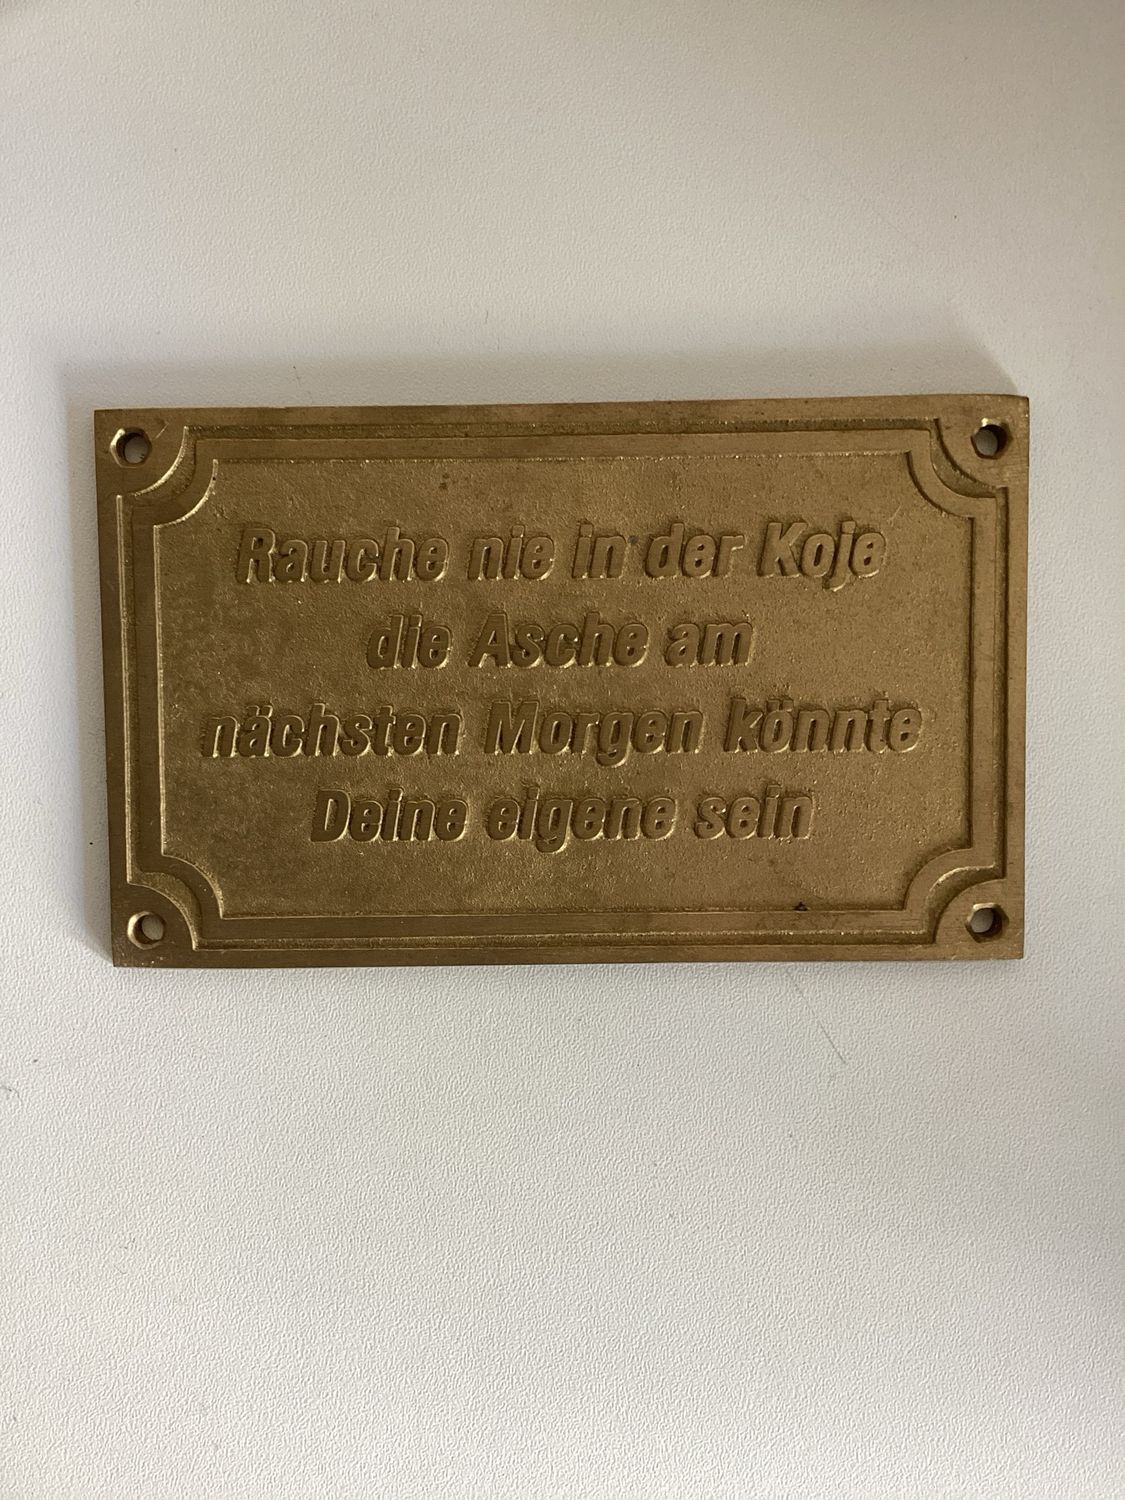 Rauche nie in der Koje
die Asche am
nächsten Morgen könnte
Deine eigene sein